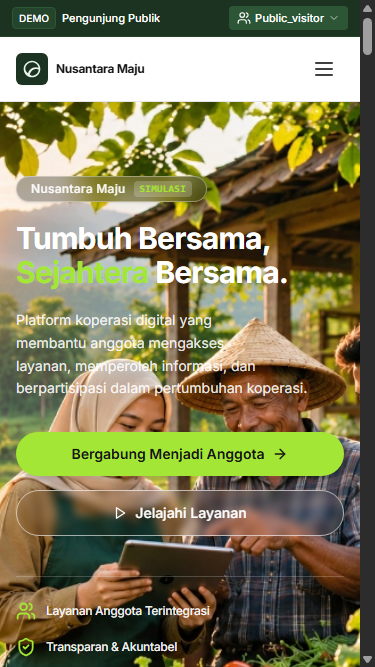 DEMO Pengunjung Publik Public_visitor
Nusantara Maju
Nusantara Maju SIMULASI
Tumbuh Bersama,
Sejahtera Bersama.
Platform koperasi digital yang
membantu anggota mengakses
layanan, memperoleh informasi, dan
berpartisipasi dalam pertumbuhan koperasi.
Bergabung Menjadi Anggota
Jelajahi Layanan
Layanan Anggota Terintegrasi
Transparan & Akuntabel